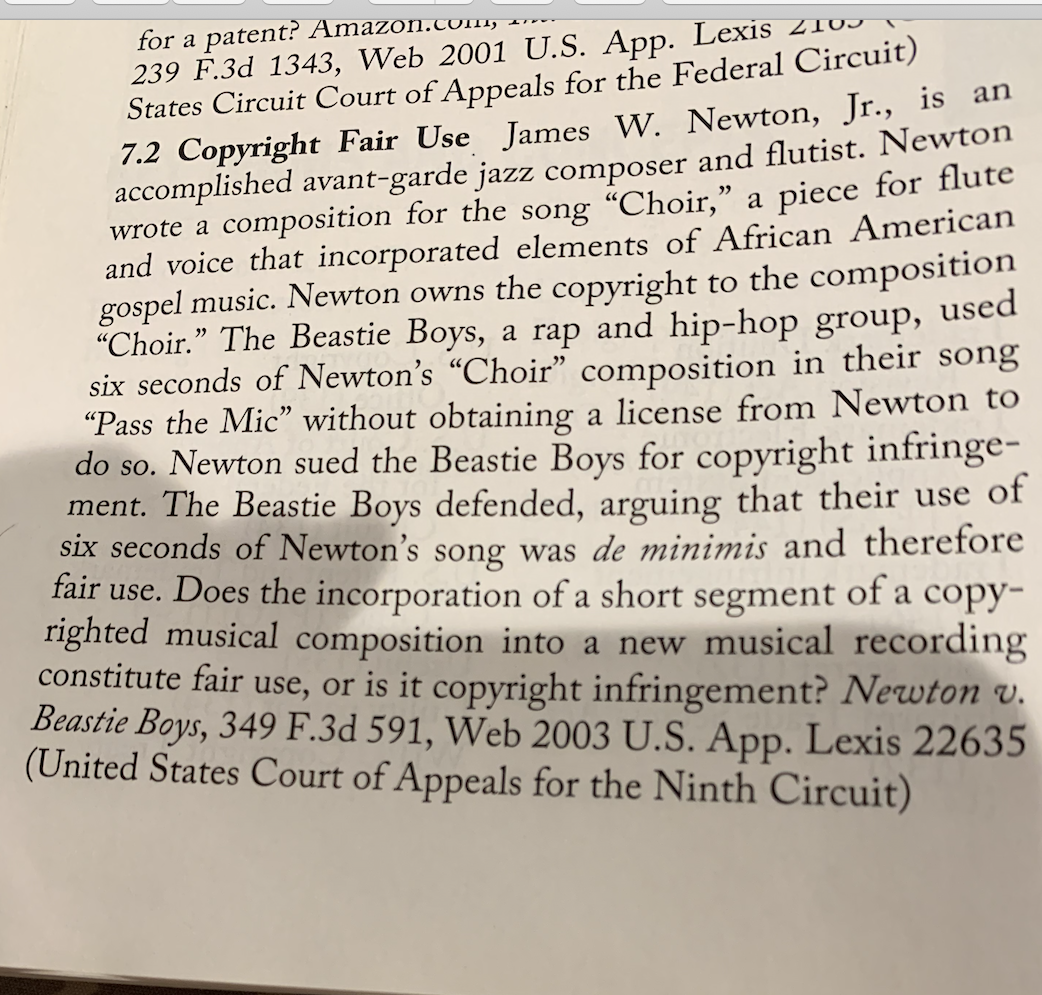 for a patent? Amazon.com,
239 F.3d 1343, Web 2001 U.S. App. Lexis
States Circuit Court of Appeals for the Federal Circuit)
7.2 Copyright Fair Use James W. Newton, Jr., is an
accomplished avant-garde jazz composer and flutist. Newton
wrote a composition for the song “Choir,” a piece for flute
and voice that incorporated elements of African American
gospel music. Newton owns the copyright to the composition
“Choir.” The Beastie Boys, a rap and hip-hop group, used
six seconds of Newton’s “Choir” composition in their song
“Pass the Mic” without obtaining a license from Newton to
do so. Newton sued the Beastie Boys for copyright infringe-
ment. The Beastie Boys defended, arguing that their use of
six seconds of Newton’s song was de minimis and therefore
fair use. Does the incorporation of a short segment of a copy-
righted musical composition into a new musical recording
constitute fair use, or is it copyright infringement? Newton v.
Beastie Boys, 349 F.3d 591, Web 2003 U.S. App. Lexis 22635
(United States Court of Appeals for the Ninth Circuit)